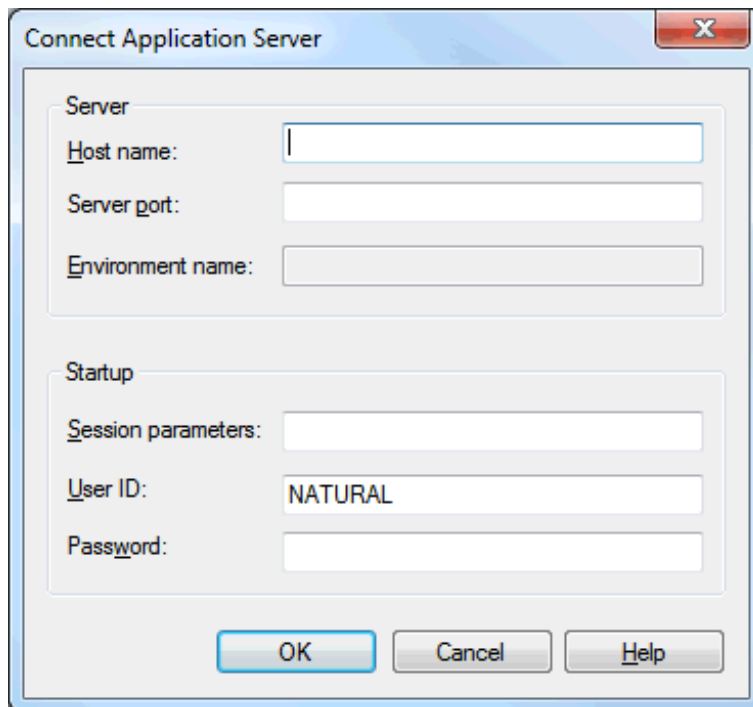 Connect Application Server
Server
Host name:
Server port:
Environment name:
Startup
Session parameters:
User ID: NATURAL
Password:
OK Cancel Help